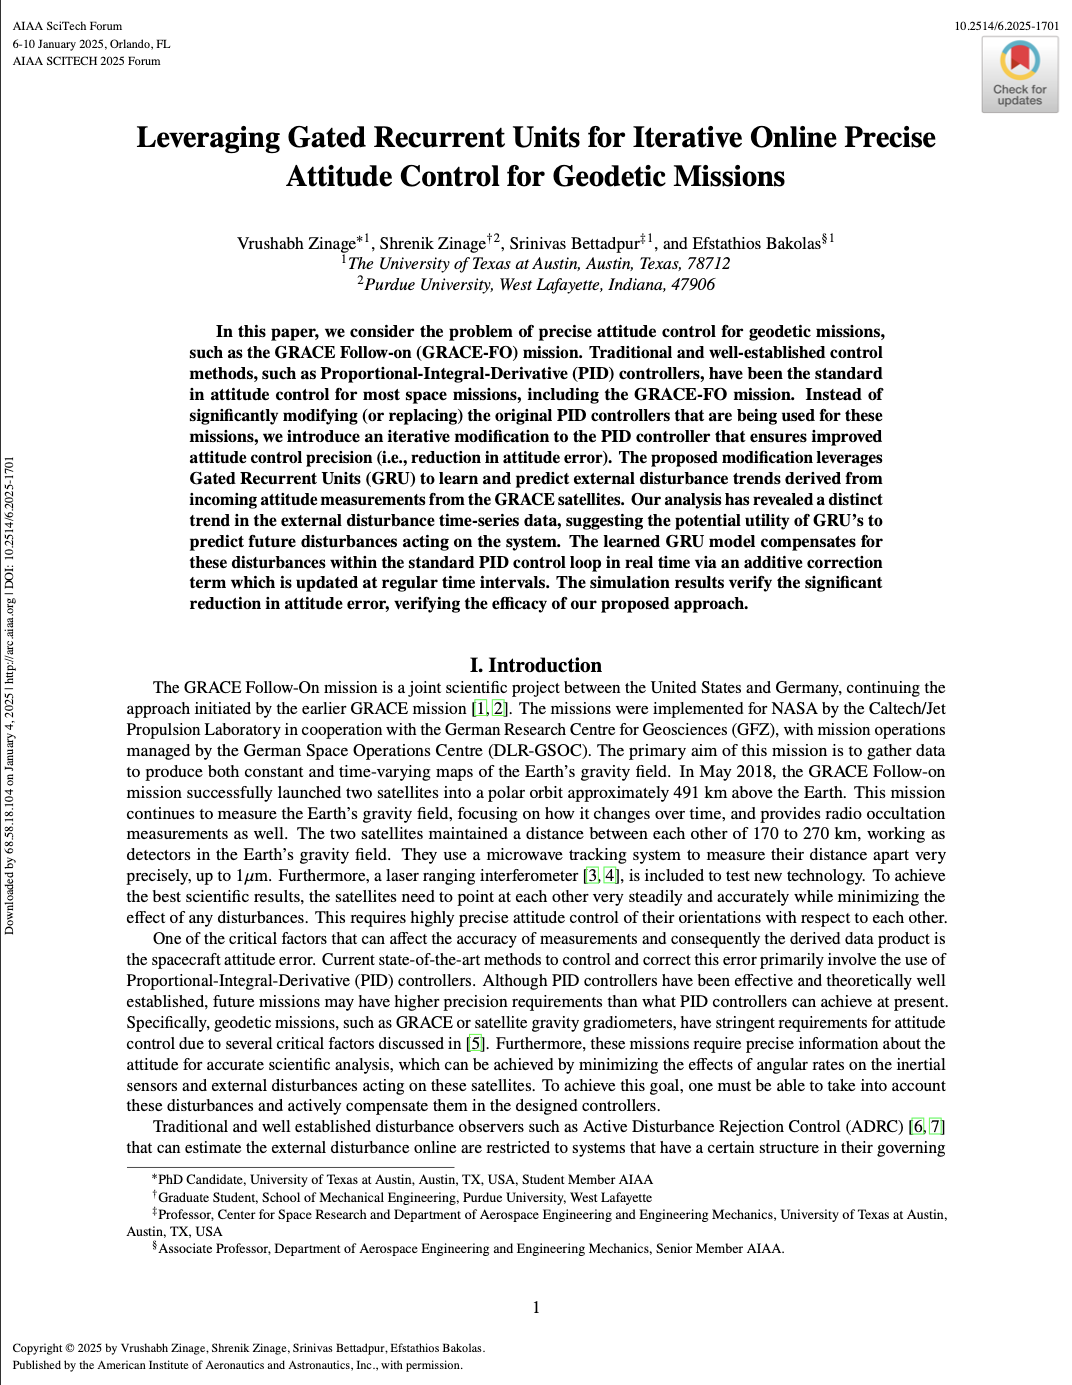 AIAA SciTech Forum
6-10 January 2025, Orlando, FL
AIAA SCITECH 2025 Forum
10.2514/6.2025-1701
Check for
updates
Leveraging Gated Recurrent Units for Iterative Online Precise
Attitude Control for Geodetic Missions
Vrushabh Zinage*1, Shrenik Zinage†2, Srinivas Bettadpur‡1, and Efstathios Bakolas§1
1The University of Texas at Austin, Austin, Texas, 78712
2Purdue University, West Lafayette, Indiana, 47906
In this paper, we consider the problem of precise attitude control for geodetic missions,
such as the GRACE Follow-on (GRACE-FO) mission. Traditional and well-established control
methods, such as Proportional-Integral-Derivative (PID) controllers, have been the standard
in attitude control for most space missions, including the GRACE-FO mission. Instead of
significantly modifying (or replacing) the original PID controllers that are being used for these
missions, we introduce an iterative modification to the PID controller that ensures improved
attitude control precision (i.e., reduction in attitude error). The proposed modification leverages
Gated Recurrent Units (GRU) to learn and predict external disturbance trends derived from
incoming attitude measurements from the GRACE satellites. Our analysis has revealed a distinct
trend in the external disturbance time-series data, suggesting the potential utility of GRU's to
predict future disturbances acting on the system. The learned GRU model compensates for
these disturbances within the standard PID control loop in real time via an additive correction
term which is updated at regular time intervals. The simulation results verify the significant
reduction in attitude error, verifying the efficacy of our proposed approach.
I. Introduction
The GRACE Follow-On mission is a joint scientific project between the United States and Germany, continuing the
approach initiated by the earlier GRACE mission [1, 2]. The missions were implemented for NASA by the Caltech/Jet
Propulsion Laboratory in cooperation with the German Research Centre for Geosciences (GFZ), with mission operations
managed by the German Space Operations Centre (DLR-GSOC). The primary aim of this mission is to gather data
to produce both constant and time-varying maps of the Earth's gravity field. In May 2018, the GRACE Follow-on
mission successfully launched two satellites into a polar orbit approximately 491 km above the Earth. This mission
continues to measure the Earth's gravity field, focusing on how it changes over time, and provides radio occultation
measurements as well. The two satellites maintained a distance between each other of 170 to 270 km, working as
detectors in the Earth's gravity field. They use a microwave tracking system to measure their distance apart very
precisely, up to 1μm. Furthermore, a laser ranging interferometer [3, 4], is included to test new technology. To achieve
the best scientific results, the satellites need to point at each other very steadily and accurately while minimizing the
effect of any disturbances. This requires highly precise attitude control of their orientations with respect to each other.
One of the critical factors that can affect the accuracy of measurements and consequently the derived data product is
the spacecraft attitude error. Current state-of-the-art methods to control and correct this error primarily involve the use of
Proportional-Integral-Derivative (PID) controllers. Although PID controllers have been effective and theoretically well
established, future missions may have higher precision requirements than what PID controllers can achieve at present.
Specifically, geodetic missions, such as GRACE or satellite gravity gradiometers, have stringent requirements for attitude
control due to several critical factors discussed in [5]. Furthermore, these missions require precise information about the
attitude for accurate scientific analysis, which can be achieved by minimizing the effects of angular rates on the inertial
sensors and external disturbances acting on these satellites. To achieve this goal, one must be able to take into account
these disturbances and actively compensate them in the designed controllers.
Traditional and well established disturbance observers such as Active Disturbance Rejection Control (ADRC) [6, 7]
that can estimate the external disturbance online are restricted to systems that have a certain structure in their governing
*PhD Candidate, University of Texas at Austin, Austin, TX, USA, Student Member AIAA
†Graduate Student, School of Mechanical Engineering, Purdue University, West Lafayette
‡Professor, Center for Space Research and Department of Aerospace Engineering and Engineering Mechanics, University of Texas at Austin,
Austin, TX, USA
§Associate Professor, Department of Aerospace Engineering and Engineering Mechanics, Senior Member AIAA.
1
Copyright © 2025 by Vrushabh Zinage, Shrenik Zinage, Srinivas Bettadpur, Efstathios Bakolas.
Published by the American Institute of Aeronautics and Astronautics, Inc., with permission.
Downloaded by 68.58.18.104 on January 4, 2025 | http://arc.aiaa.org | DOI: 10.2514/6.2025-1701